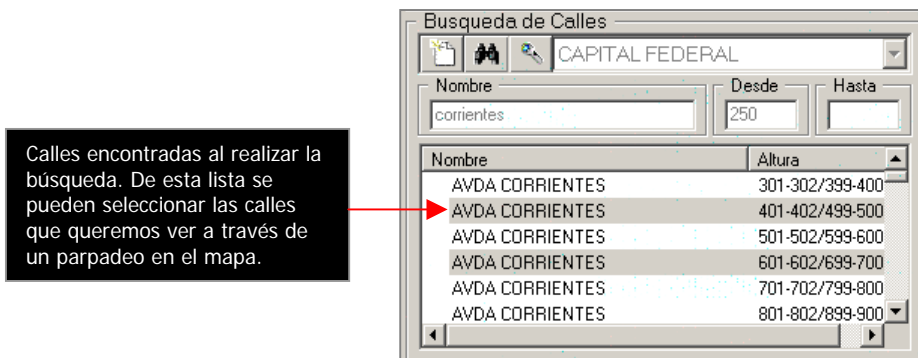 Busqueda de Calles
CAPITAL FEDERAL
Nombre
Desde
Hasta
corrientes
250
Calles encontradas al realizar la
búsqueda. De esta lista se
pueden seleccionar las calles
que queremos ver a través de
un parpadeo en el mapa.
Nombre Altura
AVDA CORRIENTES 301-302/399-400
AVDA CORRIENTES 401-402/499-500
AVDA CORRIENTES 501-502/599-600
AVDA CORRIENTES 601-602/699-700
AVDA CORRIENTES 701-702/799-800
AVDA CORRIENTES 801-802/899-900